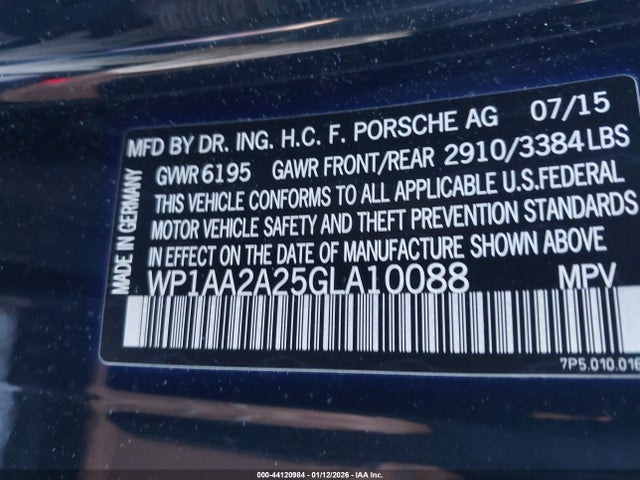 MFD BY DR. ING. H.C. F. PORSCHE AG 07/15
GVWR 6195 GAWR FRONT/REAR 2910/3384 LBS
THIS VEHICLE CONFORMS TO ALL APPLICABLE U.S.FEDERAL
MOTOR VEHICLE SAFETY AND THEFT PREVENTION STANDARDS
IN EFFECT ON THE DATE OF MANUFACTURE SHOWN ABOVE
WP1AA2A25GLA10088 MPV
MADE IN GERMANY
7P5.010.016
000-44120984 - 01/12/2026 - IAA Inc.